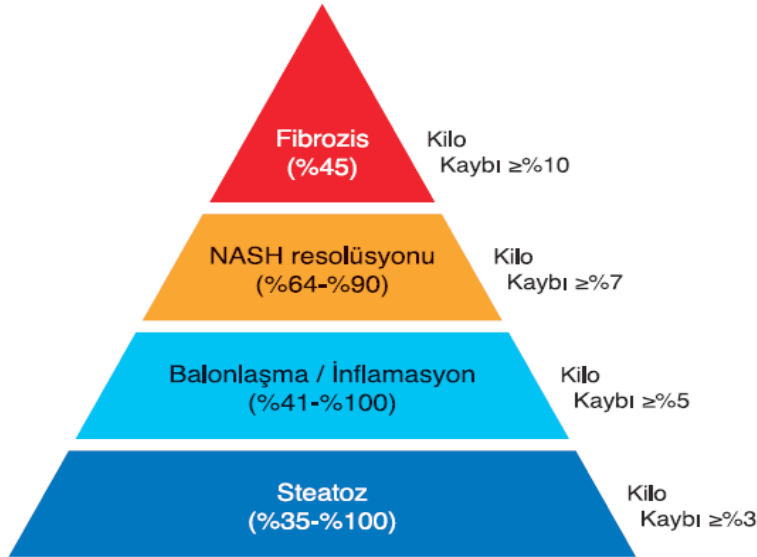 Fibrozis
(%45)
Kilo
Kaybı ≥%10
NASH resolüsyonu
(%64-%90)
Kilo
Kaybı ≥%7
Balonlaşma / İnflamasyon
(%41-%100)
Kilo
Kaybı ≥%5
Steatoz
(%35-%100)
Kilo
Kaybı ≥%3